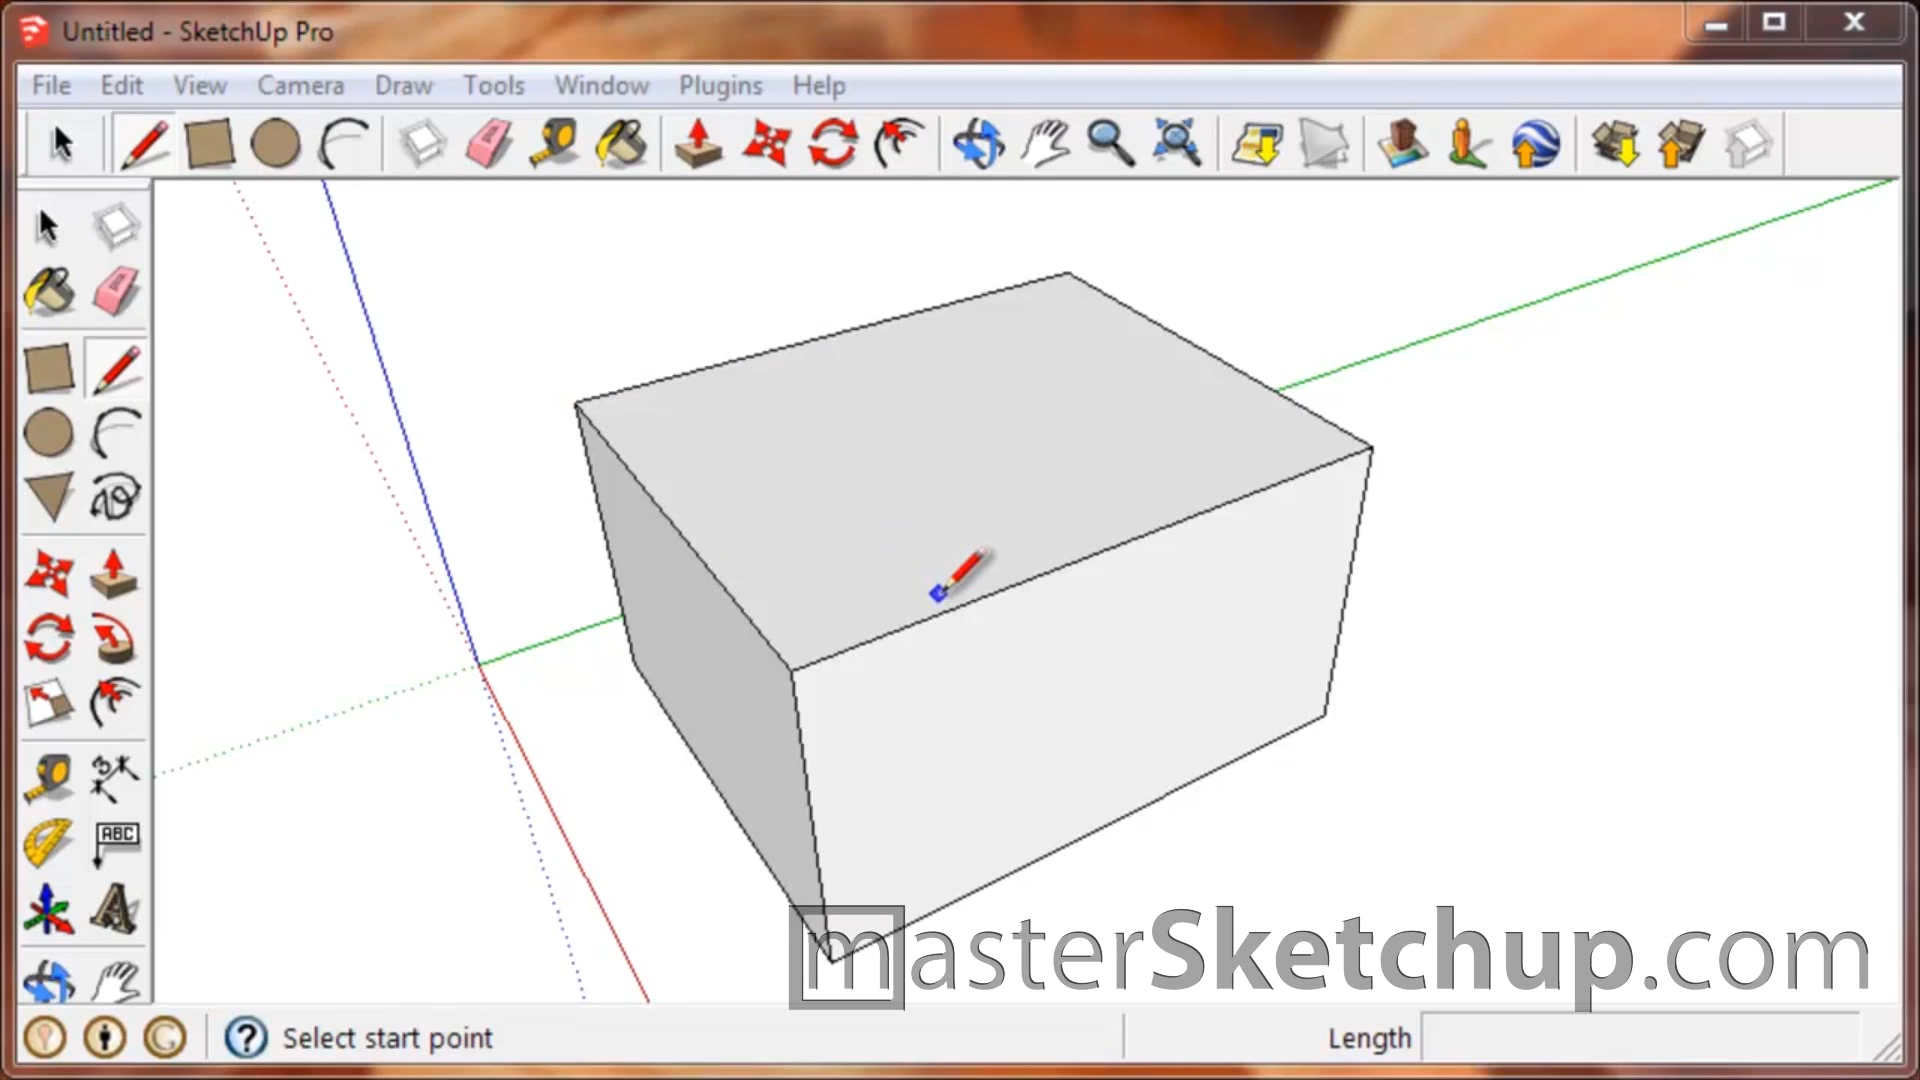 Untitled - SketchUp Pro
File Edit View Camera Draw Tools Window Plugins Help
ABC
masterSketchup.com
Select start point Length